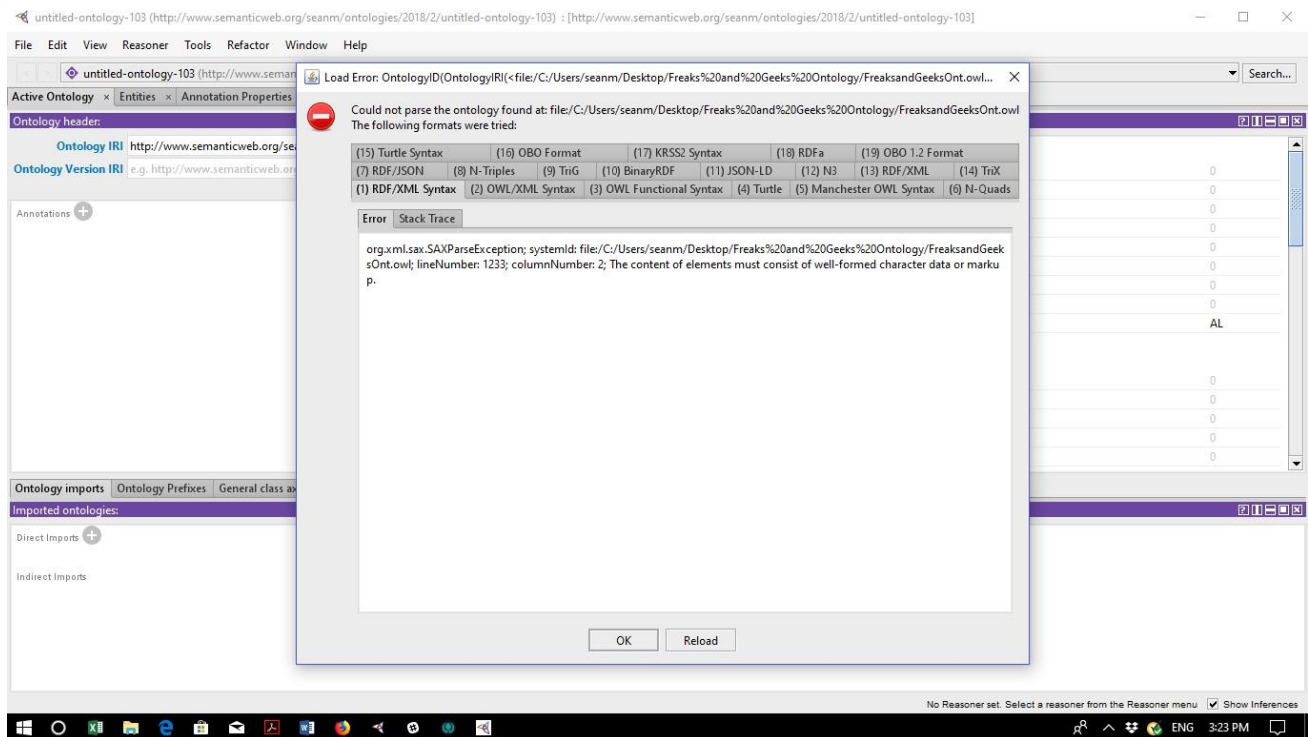 untitled-ontology-103 (http://www.semanticweb.org/seanm/ontologies/2018/2/untitled-ontology-103) : [http://www.semanticweb.org/seanm/ontologies/2018/2/untitled-ontology-103]
File Edit View Reasoner Tools Refactor Window Help
untitled-ontology-103 (http://www.seman
Search...
Load Error: OntologyID(OntologyIRI(<file:/C:/Users/seanm/Desktop/Freaks%20and%20Geeks%20Ontology/FreaksandGeeksOnt.owl...
Active Ontology × Entities × Annotation Properties
Ontology header:
Ontology IRI http://www.semanticweb.org/sea
Ontology Version IRI e.g. http://www.semanticweb.or
Annotations
Could not parse the ontology found at: file:/C:/Users/seanm/Desktop/Freaks%20and%20Geeks%20Ontology/FreaksandGeeksOnt.owl
The following formats were tried:
(15) Turtle Syntax (16) OBO Format (17) KRSS2 Syntax (18) RDFa (19) OBO 1.2 Format
(7) RDF/JSON (8) N-Triples (9) TriG (10) BinaryRDF (11) JSON-LD (12) N3 (13) RDF/XML (14) TriX
(1) RDF/XML Syntax (2) OWL/XML Syntax (3) OWL Functional Syntax (4) Turtle (5) Manchester OWL Syntax (6) N-Quads
Error Stack Trace
org.xml.sax.SAXParseException; systemId: file:/C:/Users/seanm/Desktop/Freaks%20and%20Geeks%20Ontology/FreaksandGeek
sOnt.owl; lineNumber: 1233; columnNumber: 2; The content of elements must consist of well-formed character data or marku
p.
OK Reload
0
0
0
0
0
0
0
0
AL
0
0
0
0
0
Ontology imports Ontology Prefixes General class ax
Imported ontologies:
Direct Imports
Indirect Imports
No Reasoner set. Select a reasoner from the Reasoner menu Show Inferences
ENG 3:23 PM